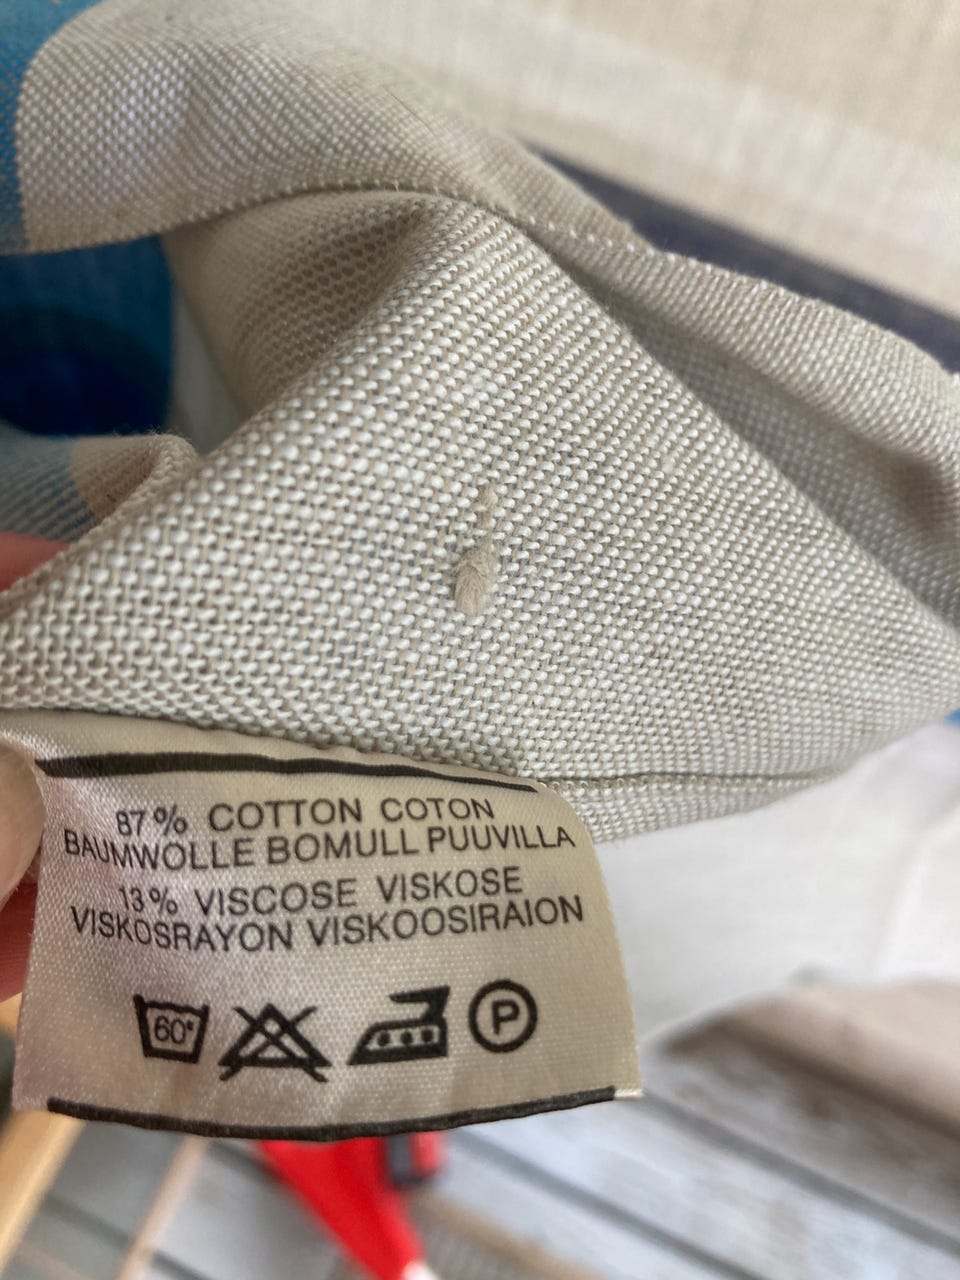 87% COTTON COTON
BAUMWOLLE BOMULL PUUVILLA
13% VISCOSE VISKOSE
VISKOSRAYON VISKOOSIRAION
60° P